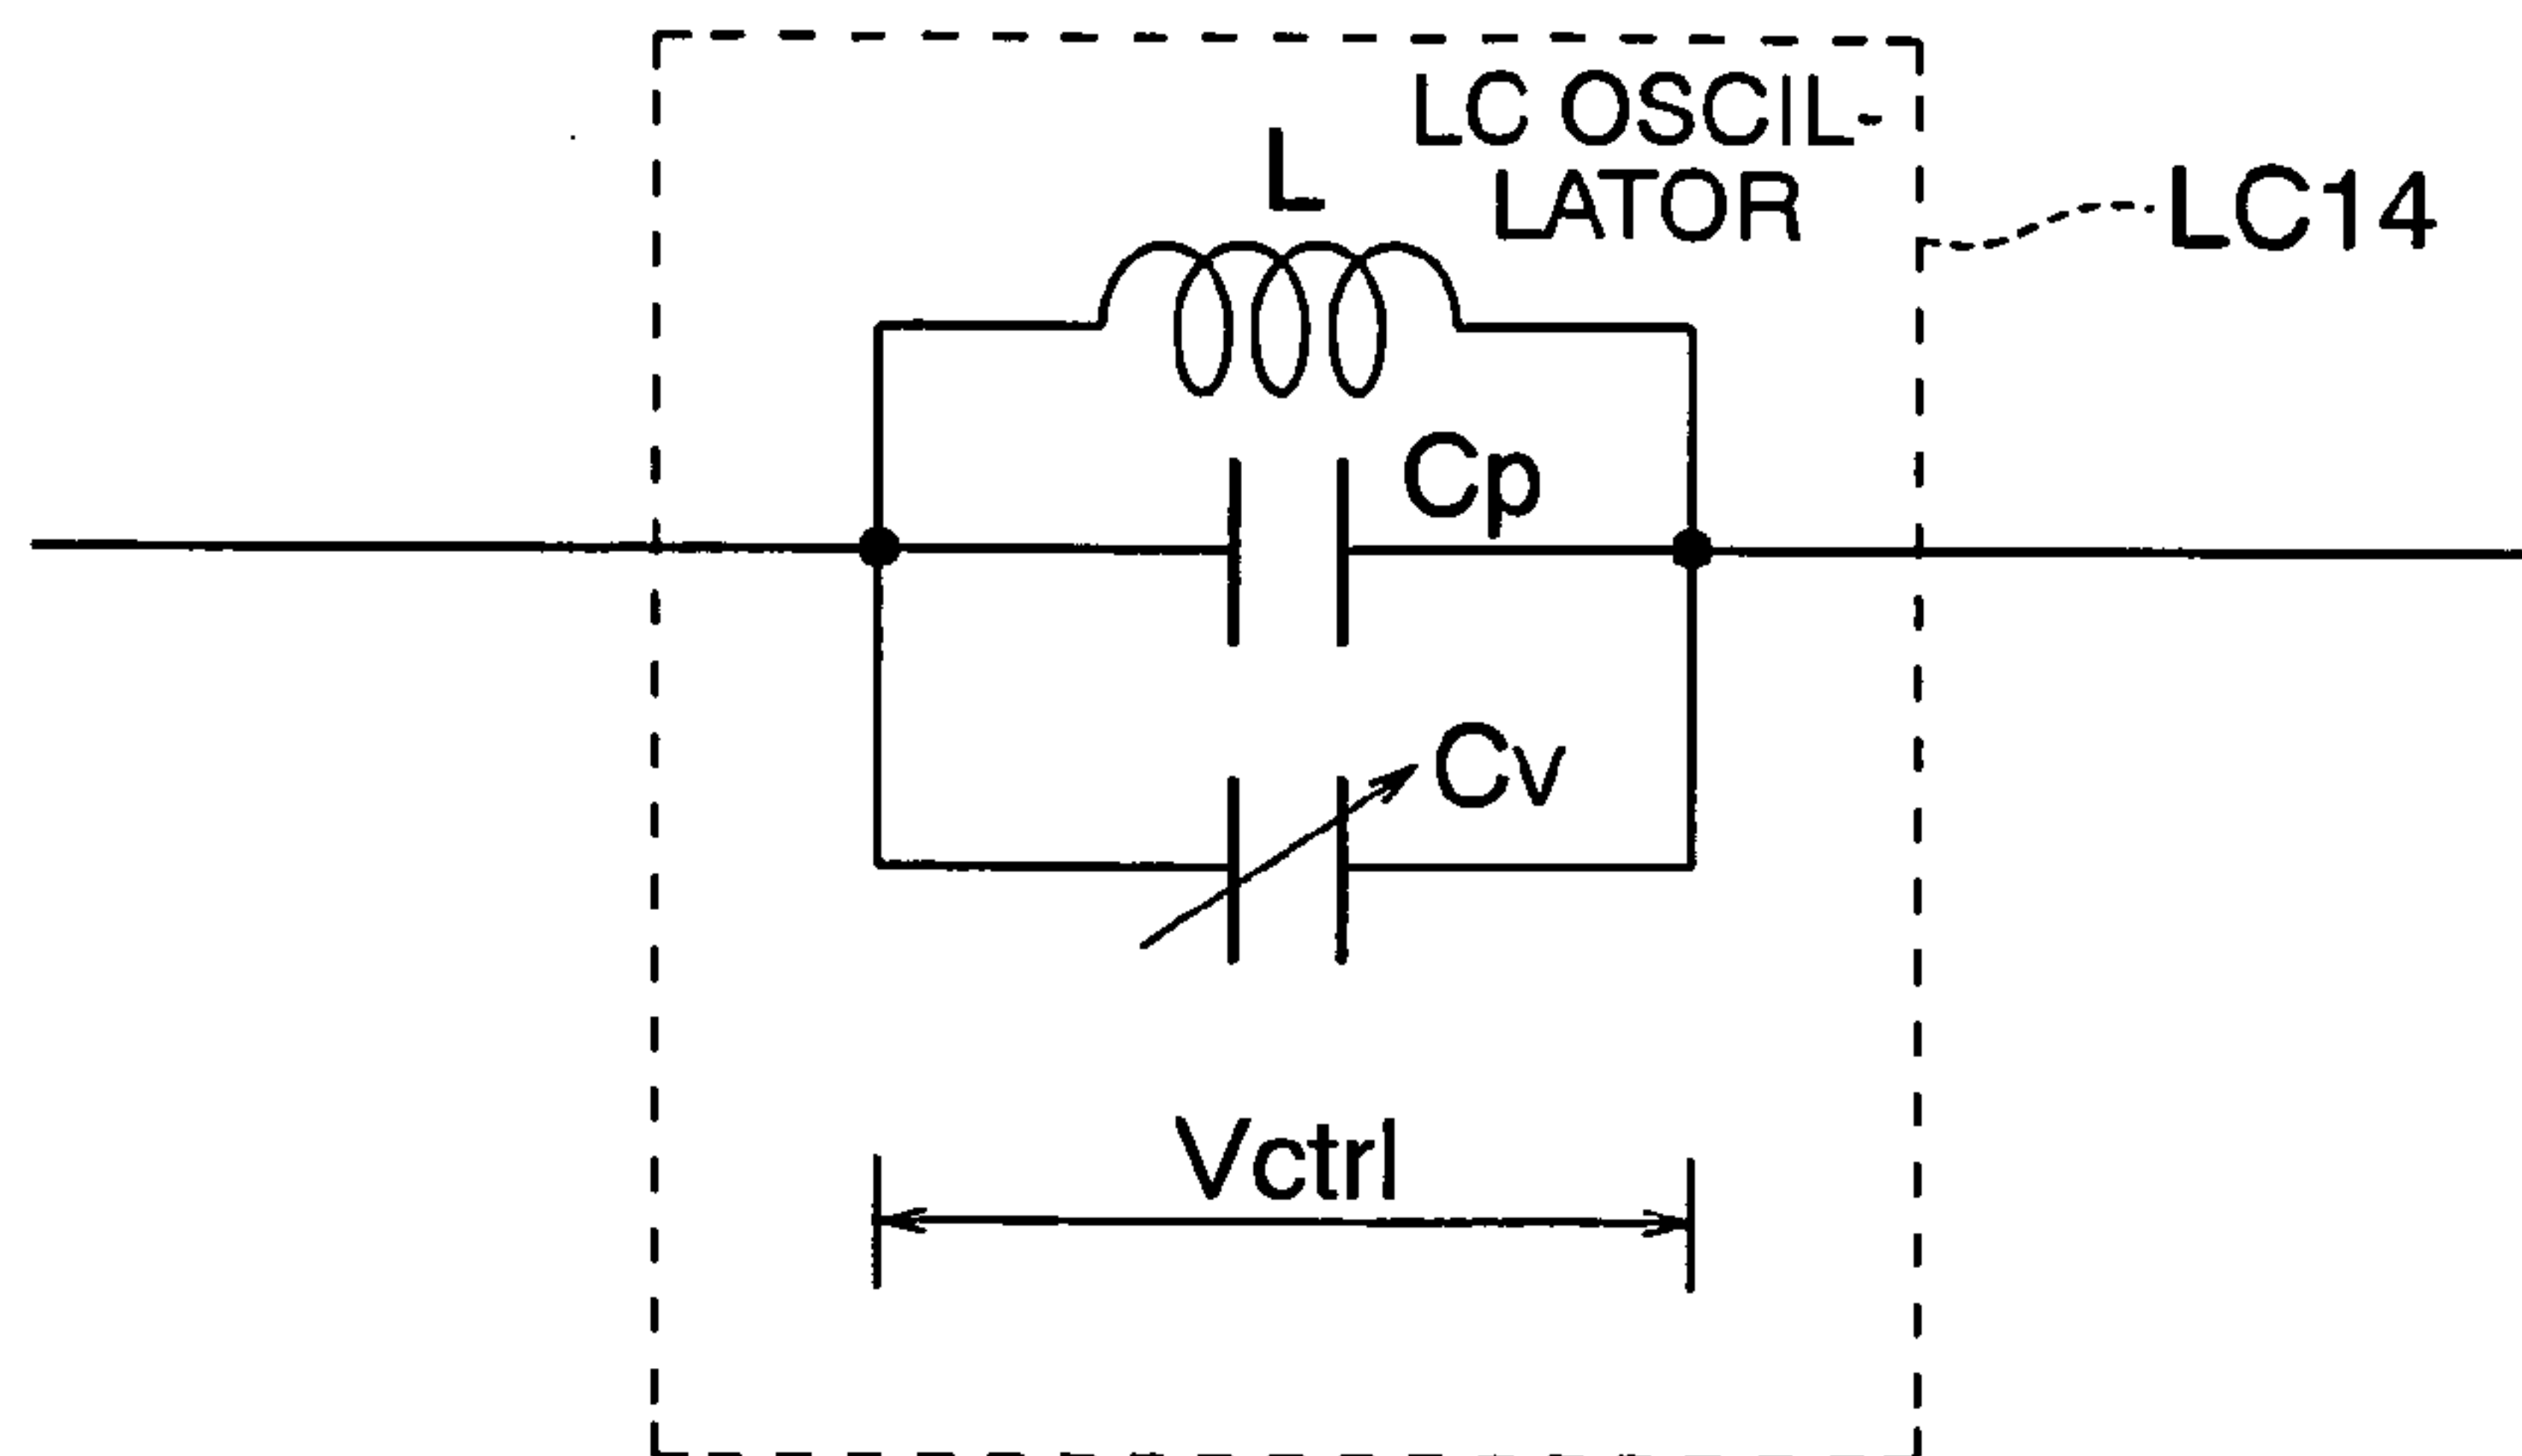 LC OSCIL-
LATOR
L
LC14
Cp
Cv
Vctrl